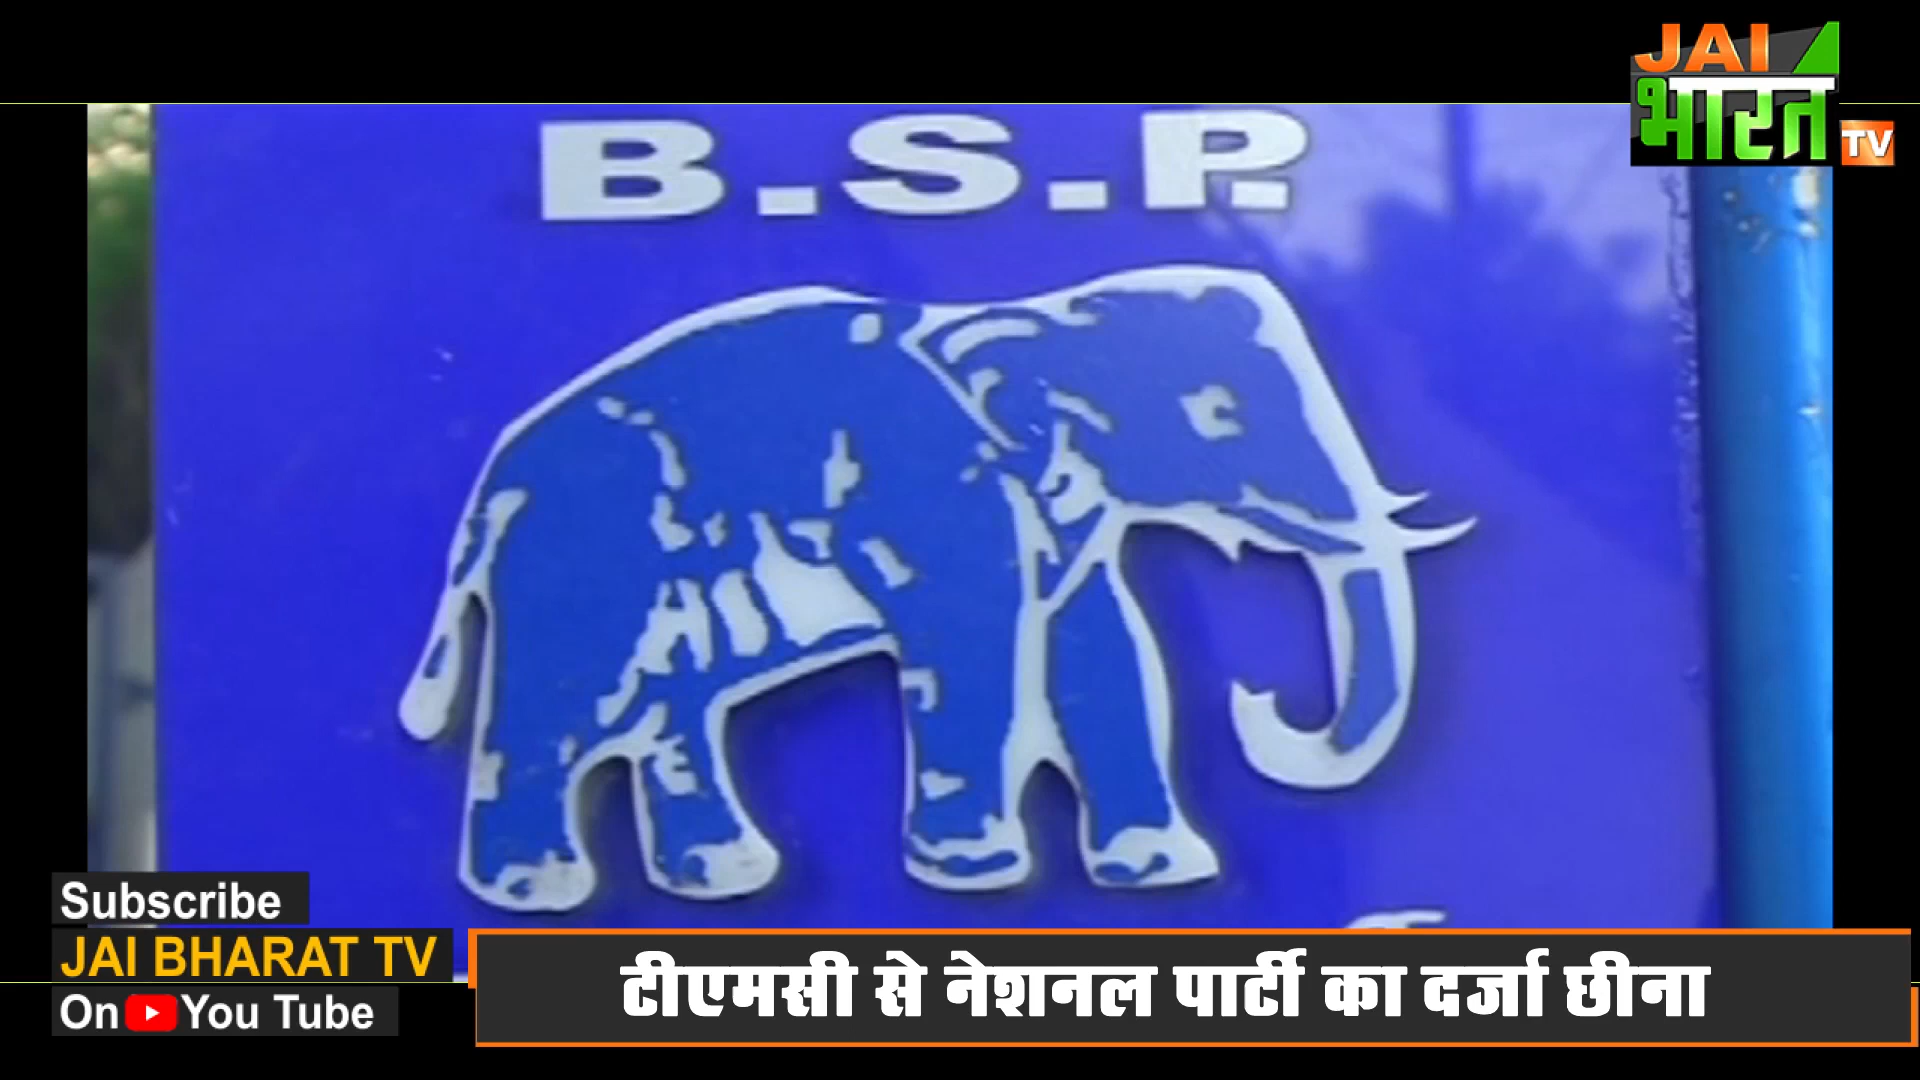 JAI
भारत
TV
B.S.P.
Subscribe
JAI BHARAT TV
On You Tube
टीएमसी से नेशनल पार्टी का दर्जा छीना